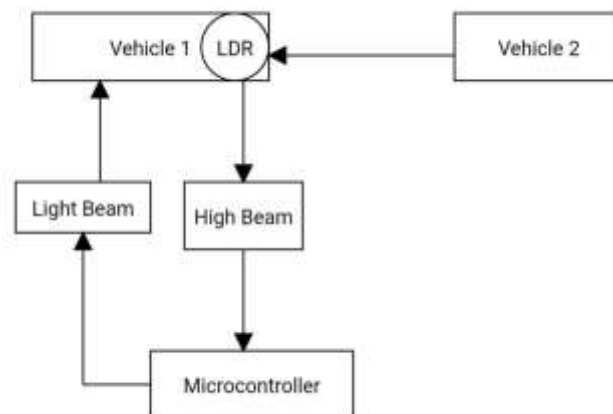 Vehicle 1
LDR
Vehicle 2
Light Beam
High Beam
Microcontroller